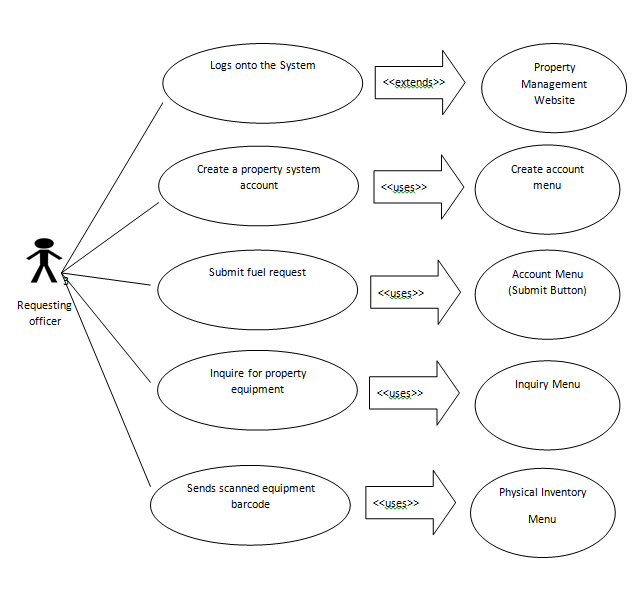 Logs onto the System
<<extends>>
Property
Management
Website
Create a property system
account
<<uses>>
Create account
menu
Submit fuel request
<<uses>>
Account Menu
(Submit Button)
3
Requesting
officer
Inquire for property
equipment
<<uses>>
Inquiry Menu
Sends scanned equipment
barcode
<<uses>>
Physical Inventory
Menu